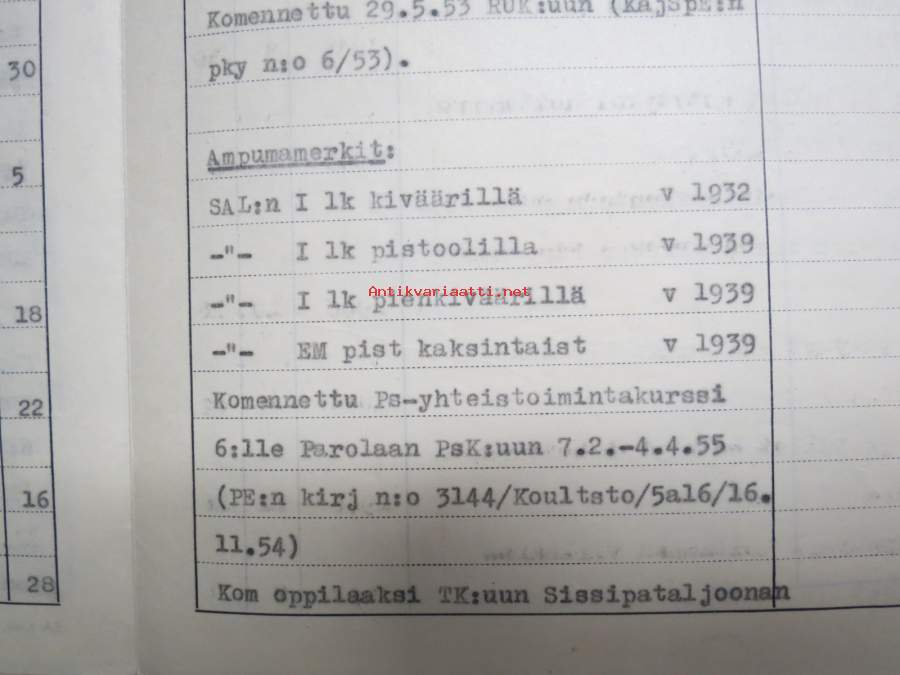 Komennettu 29.5.53 RUK:uun (KajspE:n
30 pky n:o 6/53).
Ampumamerkit:
5
SAL:n I lk kiväärillä v 1932
-"- I lk pistoolilla v 1939
Antikvariaatti.net
18 -"- I lk pienkiväärillä v 1939
-"- EM pist kaksintaist v 1939
22 Komennettu Ps-yhteistoimintakurssi
6:lle Parolaan PsK:uun 7.2.-4.4.55
16 (PE:n kirj n:o 3144/Koultsto/5a16/16.
11.54)
28 Kom oppilaaksi TK:uun Sissipataljoonan